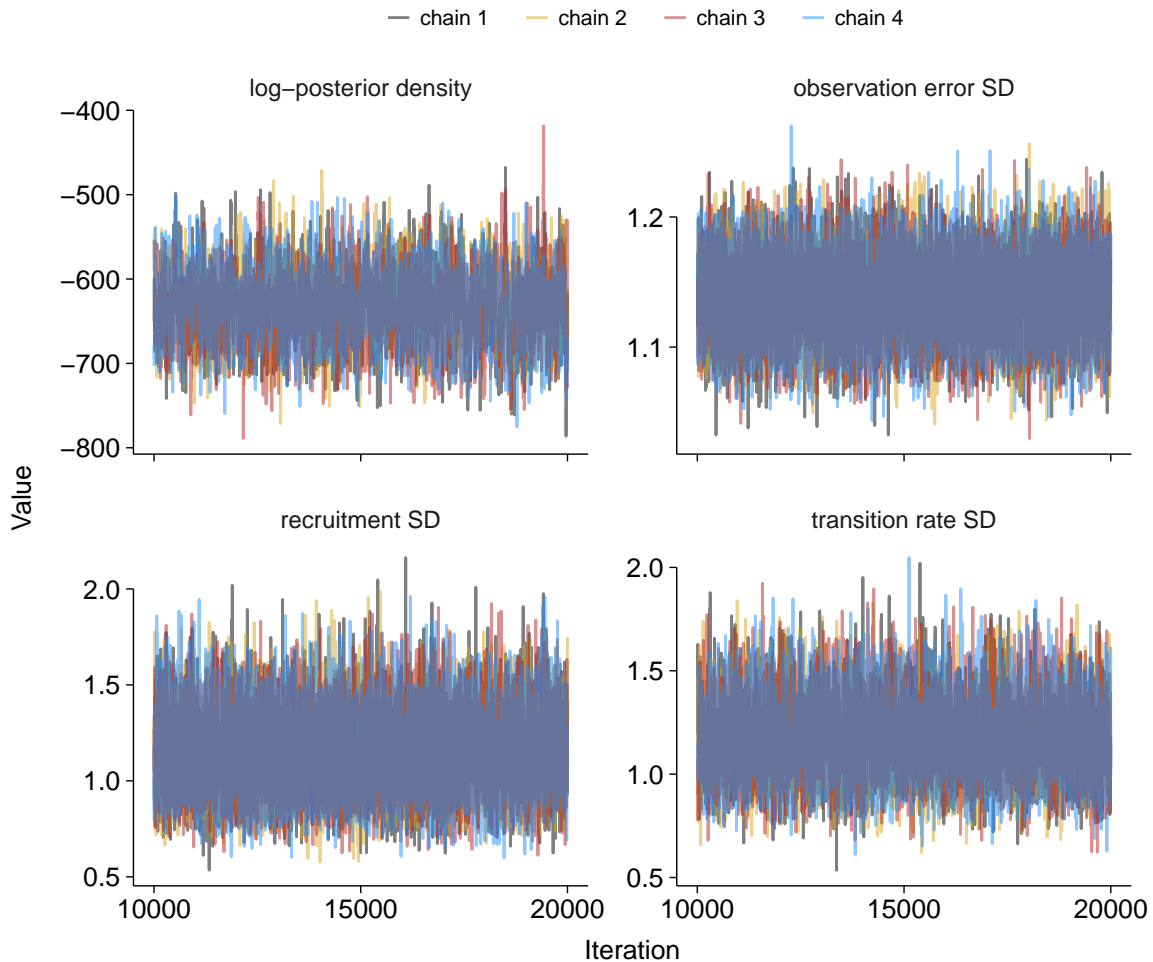 chain 1 chain 2 chain 3 chain 4
log−posterior density
−400
−500
−600
−700
−800
observation error SD
1.2
1.1
Value
recruitment SD
2.0
1.5
1.0
0.5
10000 15000 20000
transition rate SD
2.0
1.5
1.0
0.5
10000 15000 20000
Iteration